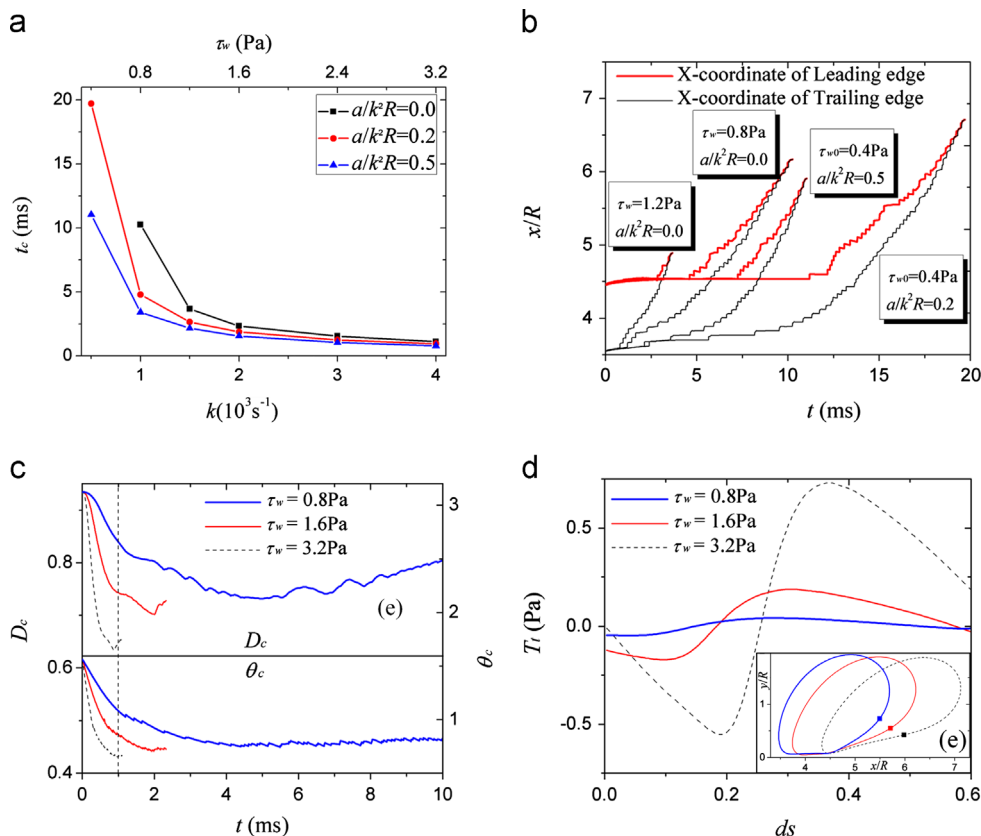 a
τw (Pa)
0.8 1.6 2.4 3.2
20
15
10
5
0
tc (ms)
a/k²R=0.0
a/k²R=0.2
a/k²R=0.5
1 2 3 4
k(10³s⁻¹)
b
X-coordinate of Leading edge
X-coordinate of Trailing edge
7
6
5
4
x/R
τw=0.8Pa
a/k²R=0.0
τw0=0.4Pa
a/k²R=0.5
τw=1.2Pa
a/k²R=0.0
τw0=0.4Pa
a/k²R=0.2
0 5 10 15 20
t (ms)
c
τw = 0.8Pa
τw = 1.6Pa
τw = 3.2Pa
0.8
0.6
0.4
Dc
3
2
1
θc
(e)
Dc
θc
0 2 4 6 8 10
t (ms)
d
τw = 0.8Pa
τw = 1.6Pa
τw = 3.2Pa
0.5
0.0
-0.5
Tt (Pa)
2
1
0
y/R
(e)
4 5 6 7
x/R
0.0 0.2 0.4 0.6
ds